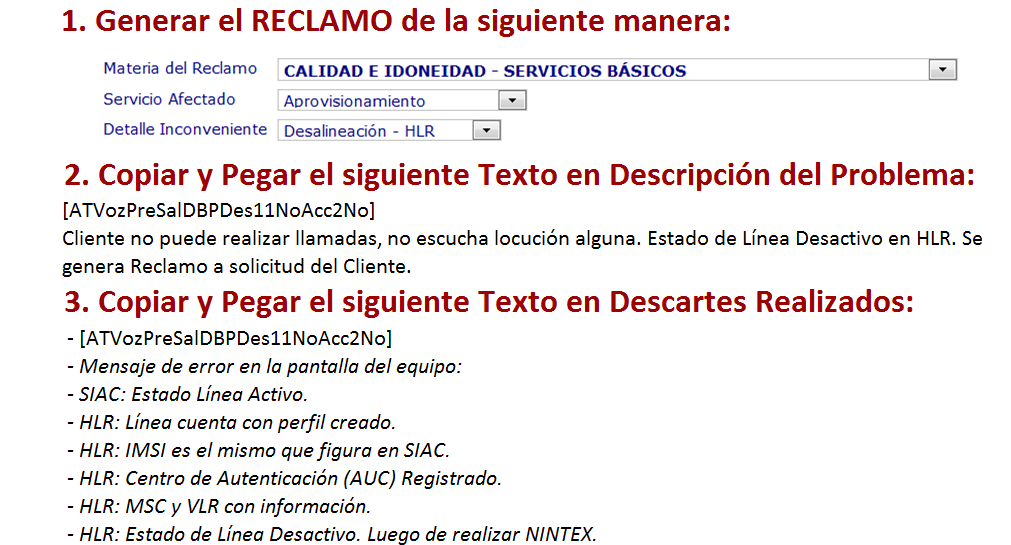 1. Generar el RECLAMO de la siguiente manera:
Materia del Reclamo CALIDAD E IDONEIDAD - SERVICIOS BÁSICOS
Servicio Afectado Aprovisionamiento
Detalle Inconveniente Desalineación - HLR
2. Copiar y Pegar el siguiente Texto en Descripción del Problema:
[ATVozPreSalDBPDes11NoAcc2No]
Cliente no puede realizar llamadas, no escucha locución alguna. Estado de Línea Desactivo en HLR. Se
genera Reclamo a solicitud del Cliente.
3. Copiar y Pegar el siguiente Texto en Descartes Realizados:
- [ATVozPreSalDBPDes11NoAcc2No]
- Mensaje de error en la pantalla del equipo:
- SIAC: Estado Línea Activo.
- HLR: Línea cuenta con perfil creado.
- HLR: IMSI es el mismo que figura en SIAC.
- HLR: Centro de Autenticación (AUC) Registrado.
- HLR: MSC y VLR con información.
- HLR: Estado de Línea Desactivo. Luego de realizar NINTEX.